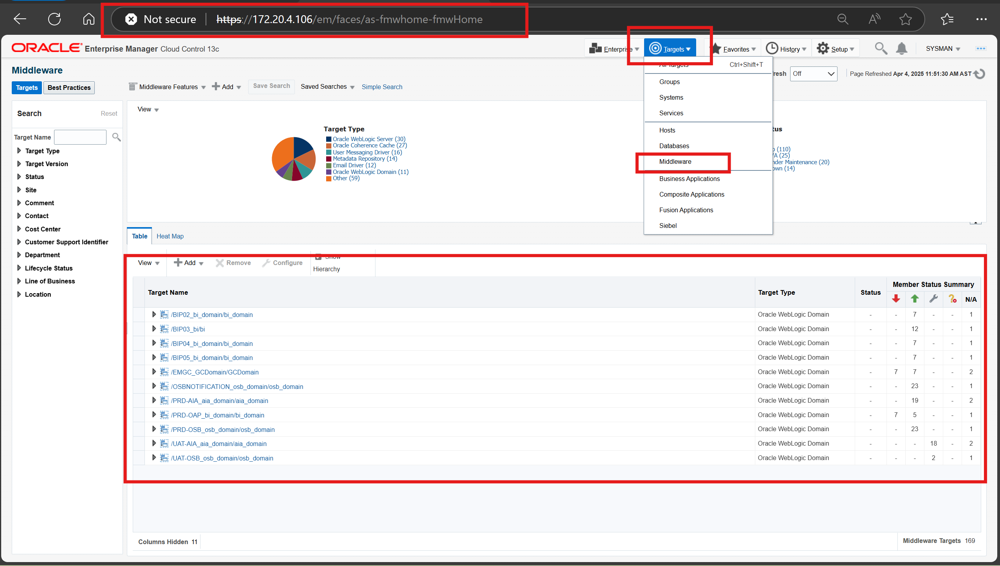 Not secure https://172.20.4.106/em/faces/as-fmwhome-fmwHome
ORACLE Enterprise Manager Cloud Control 13c
Enterprise Targets Favorites History Setup SYSMAN
Middleware
Targets Best Practices
Middleware Features Add Save Search Saved Searches Simple Search
All Targets Ctrl+Shift+T
Groups
Systems
Services
Hosts
Databases
Middleware
Business Applications
Composite Applications
Fusion Applications
Siebel
resh Off Page Refreshed Apr 4, 2025 11:51:30 AM AST
Search Reset
Target Name
Target Type
Target Version
Status
Site
Comment
Contact
Cost Center
Customer Support Identifier
Department
Lifecycle Status
Line of Business
Location
View
Target Type
Oracle WebLogic Server (30)
Oracle Coherence Cache (27)
User Messaging Driver (16)
Metadata Repository (14)
Email Driver (12)
Oracle WebLogic Domain (11)
Other (59)
tus
p (110)
/A (25)
nder Maintenance (20)
own (14)
Table Heat Map
View Add Remove Configure Show
Hierarchy
Target Name Target Type Status Member Status Summary
N/A
/BIP02_bi_domain/bi_domain Oracle WebLogic Domain - - 7 - - 1
/BIP03_bi/bi Oracle WebLogic Domain - - 12 - - 1
/BIP04_bi_domain/bi_domain Oracle WebLogic Domain - - 7 - - 1
/BIP05_bi_domain/bi_domain Oracle WebLogic Domain - - 7 - - 1
/EMGC_GCDomain/GCDomain Oracle WebLogic Domain - 7 7 - - 2
/OSBNOTIFICATION_osb_domain/osb_domain Oracle WebLogic Domain - - 23 - - 1
/PRD-AIA_aia_domain/aia_domain Oracle WebLogic Domain - - 19 - - 2
/PRD-OAP_bi_domain/bi_domain Oracle WebLogic Domain - 7 5 - - 1
/PRD-OSB_osb_domain/osb_domain Oracle WebLogic Domain - - 23 - - 1
/UAT-AIA_aia_domain/aia_domain Oracle WebLogic Domain - - - 18 - 2
/UAT-OSB_osb_domain/osb_domain Oracle WebLogic Domain - - - 2 - 1
Columns Hidden 11
Middleware Targets 169